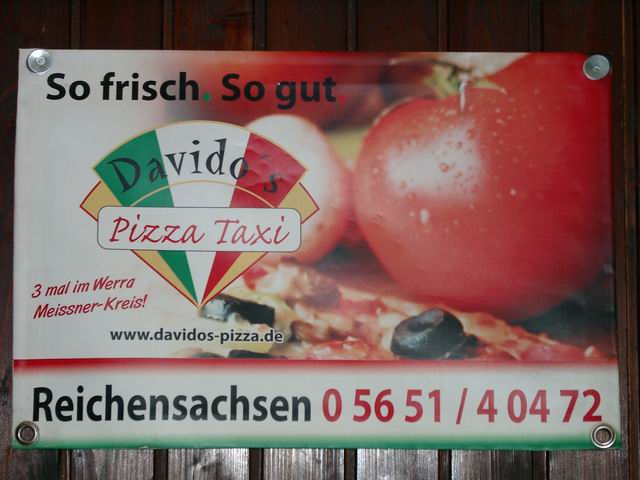 So frisch. So gut.
Davido's
Pizza Taxi
3 mal im Werra
Meissner-Kreis!
www.davidos-pizza.de
Reichensachsen 0 56 51 / 4 04 72